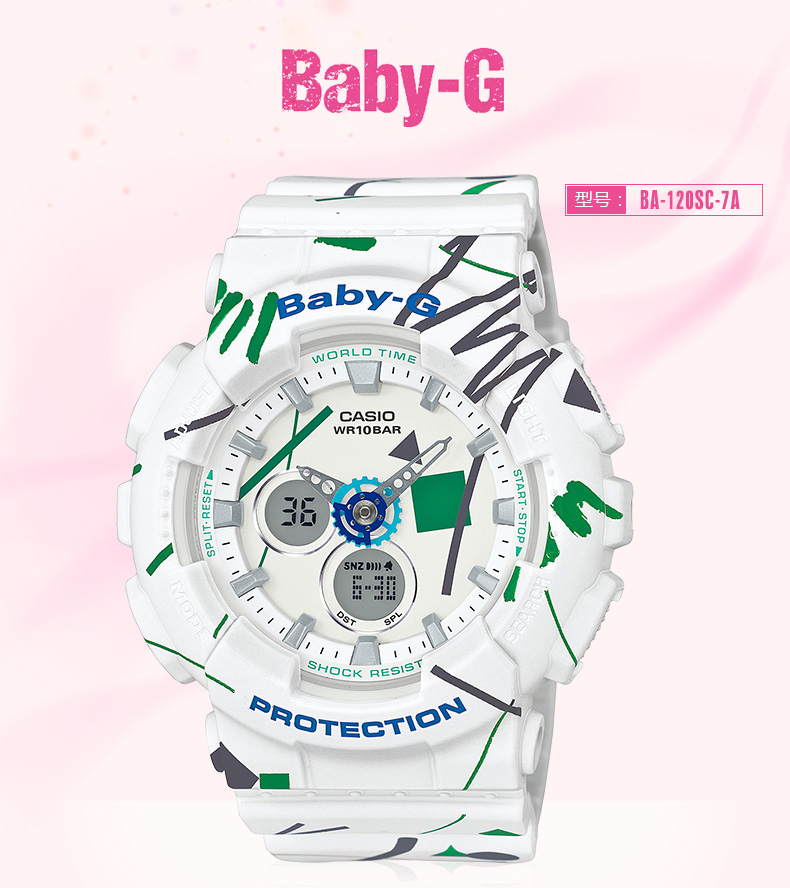 Baby-G
型号： BA-120SC-7A
Baby-G
WORLD TIME
CASIO
WR10BAR
LIGHT
SPLIT·RESET
START·STOP
36
SNZ
6-30
DST SPL
MODE
SEARCH
SHOCK RESIST
PROTECTION